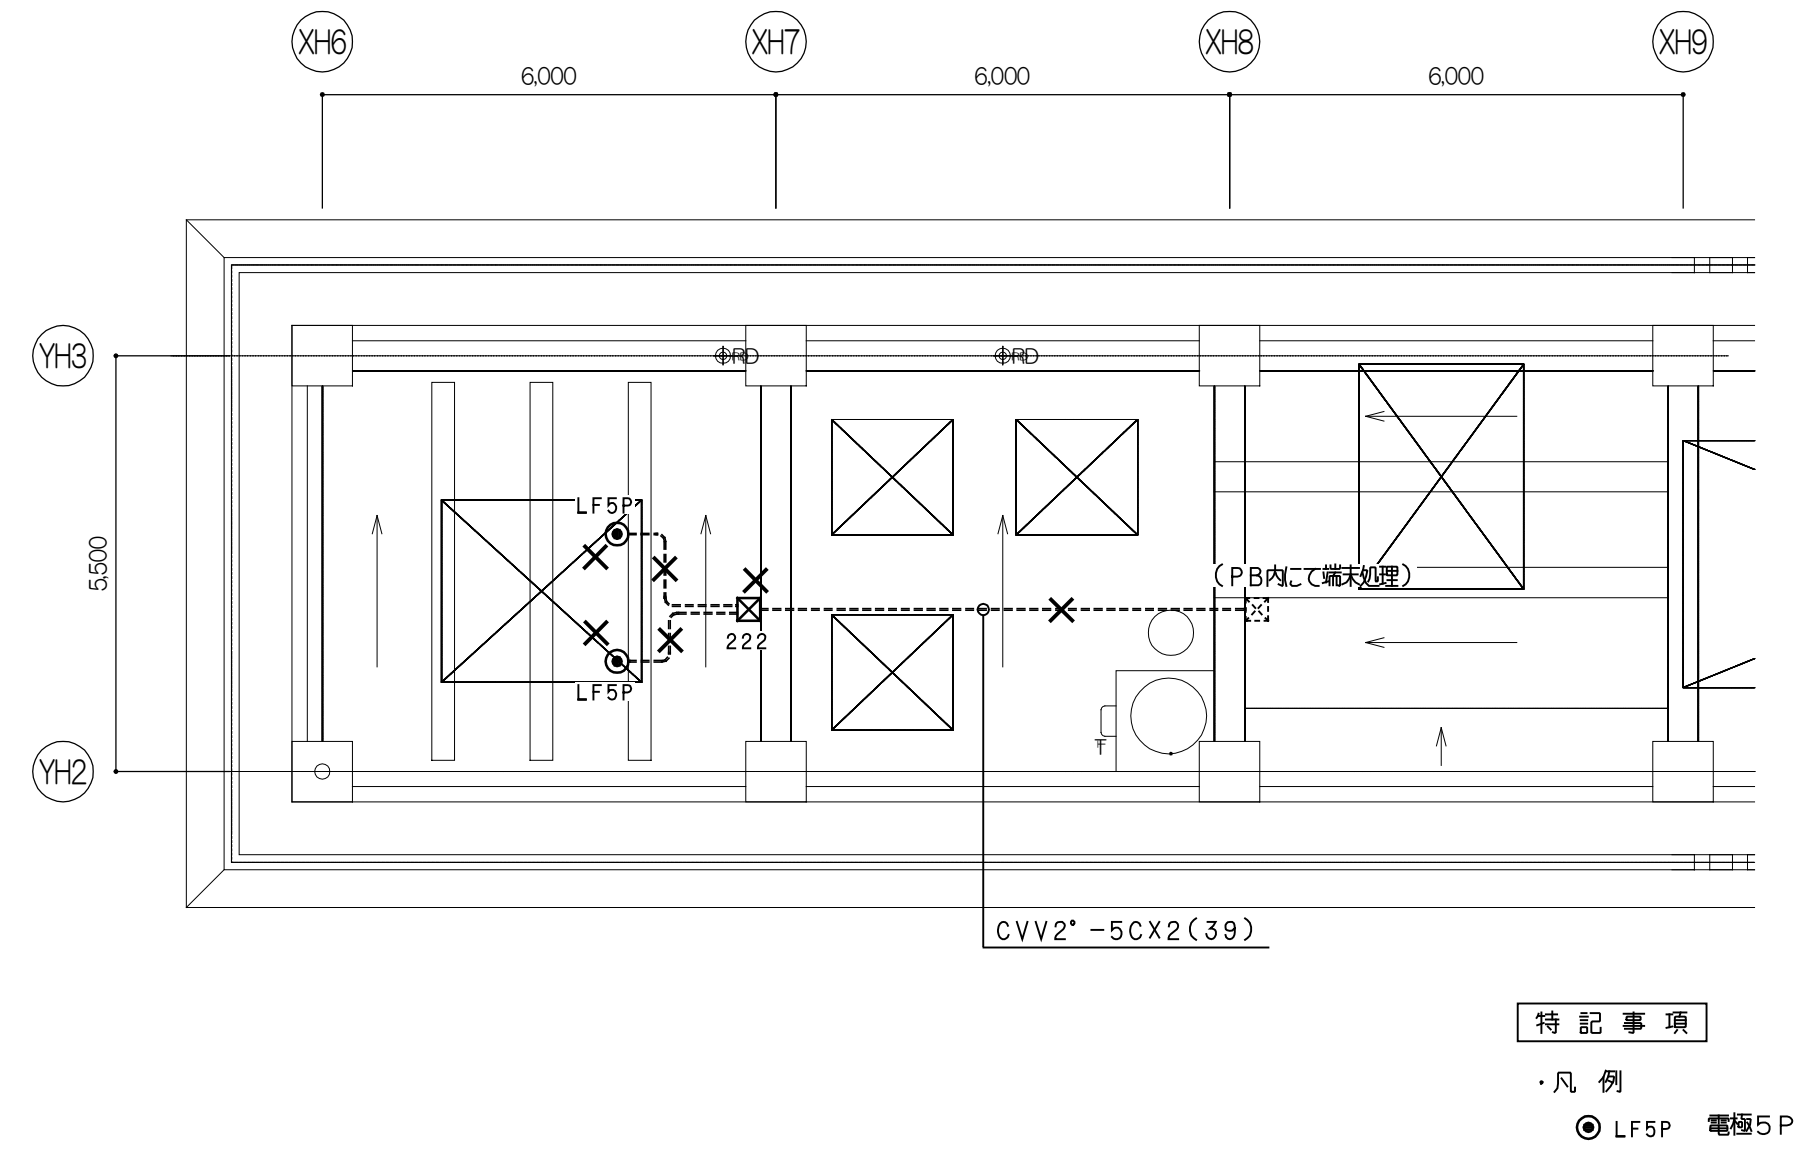 XH6 XH7 XH8 XH9
6,000 6,000 6,000
YH3
RD RD
LF5P
5,500
(PB内にて端末処理)
222
LF5P
YH2
CVV2°-5CX2(39)
特記事項
・凡 例
LF5P 電極5P